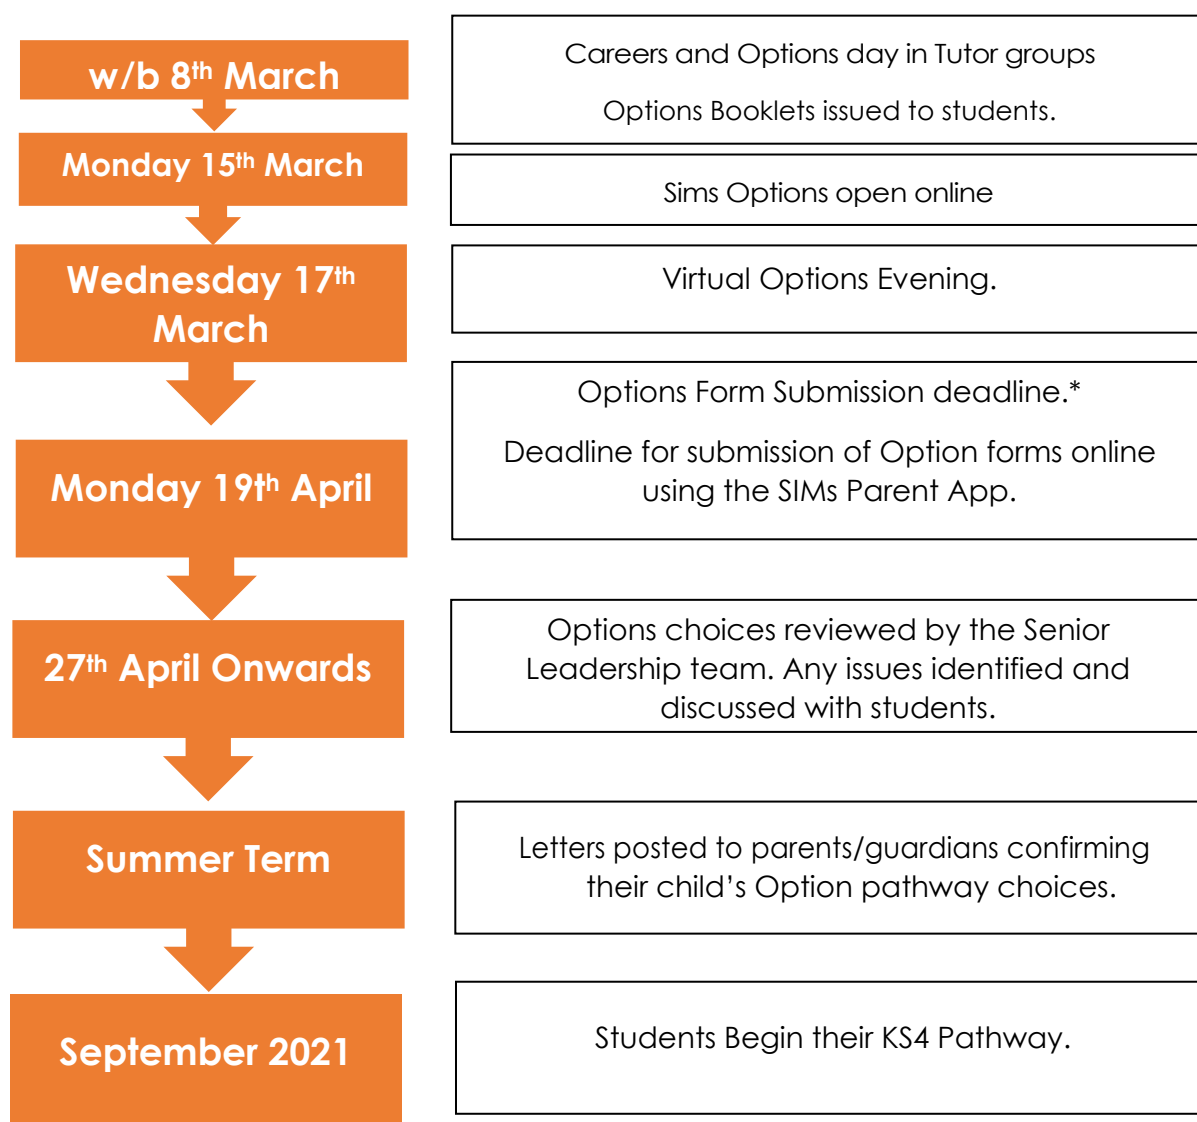 w/b 8th March
Careers and Options day in Tutor groups
Options Booklets issued to students.
Monday 15th March
Sims Options open online
Wednesday 17th
March
Virtual Options Evening.
Monday 19th April
Options Form Submission deadline.*
Deadline for submission of Option forms online
using the SIMs Parent App.
27th April Onwards
Options choices reviewed by the Senior
Leadership team. Any issues identified and
discussed with students.
Summer Term
Letters posted to parents/guardians confirming
their child’s Option pathway choices.
September 2021
Students Begin their KS4 Pathway.